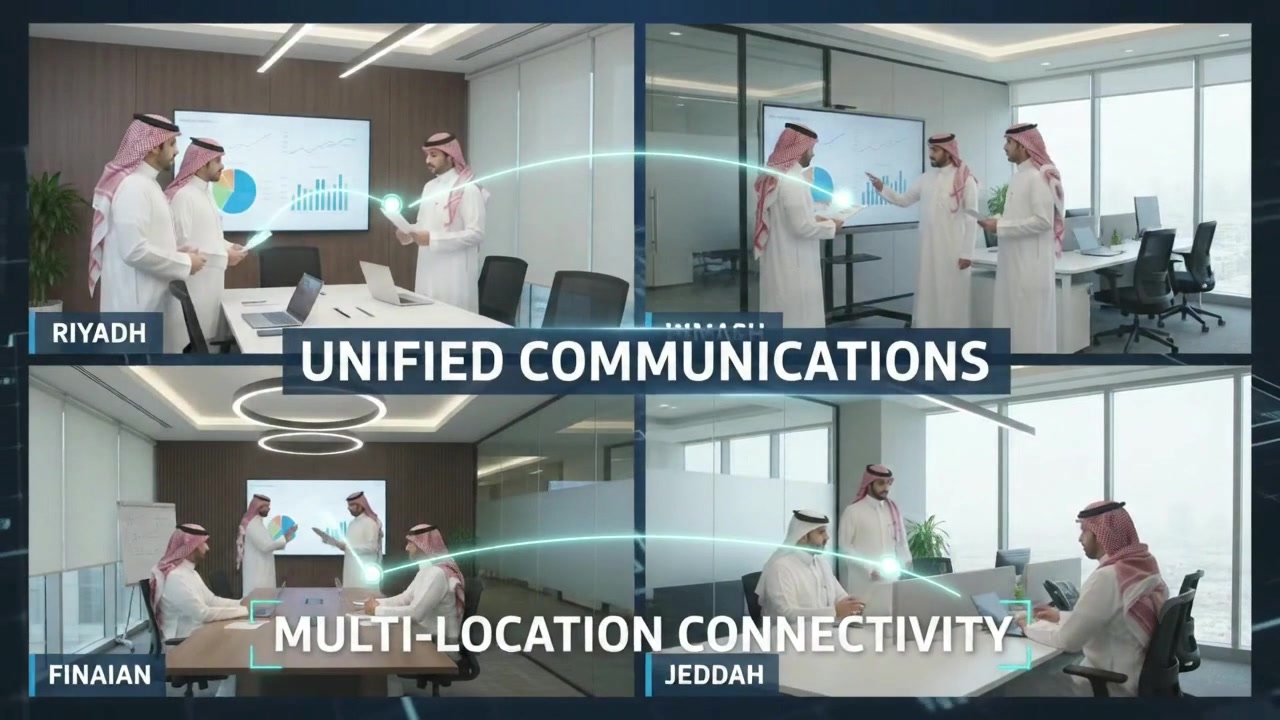 RIYADH
UNIFIED COMMUNICATIONS
MULTI-LOCATION CONNECTIVITY
FINAIAN
JEDDAH